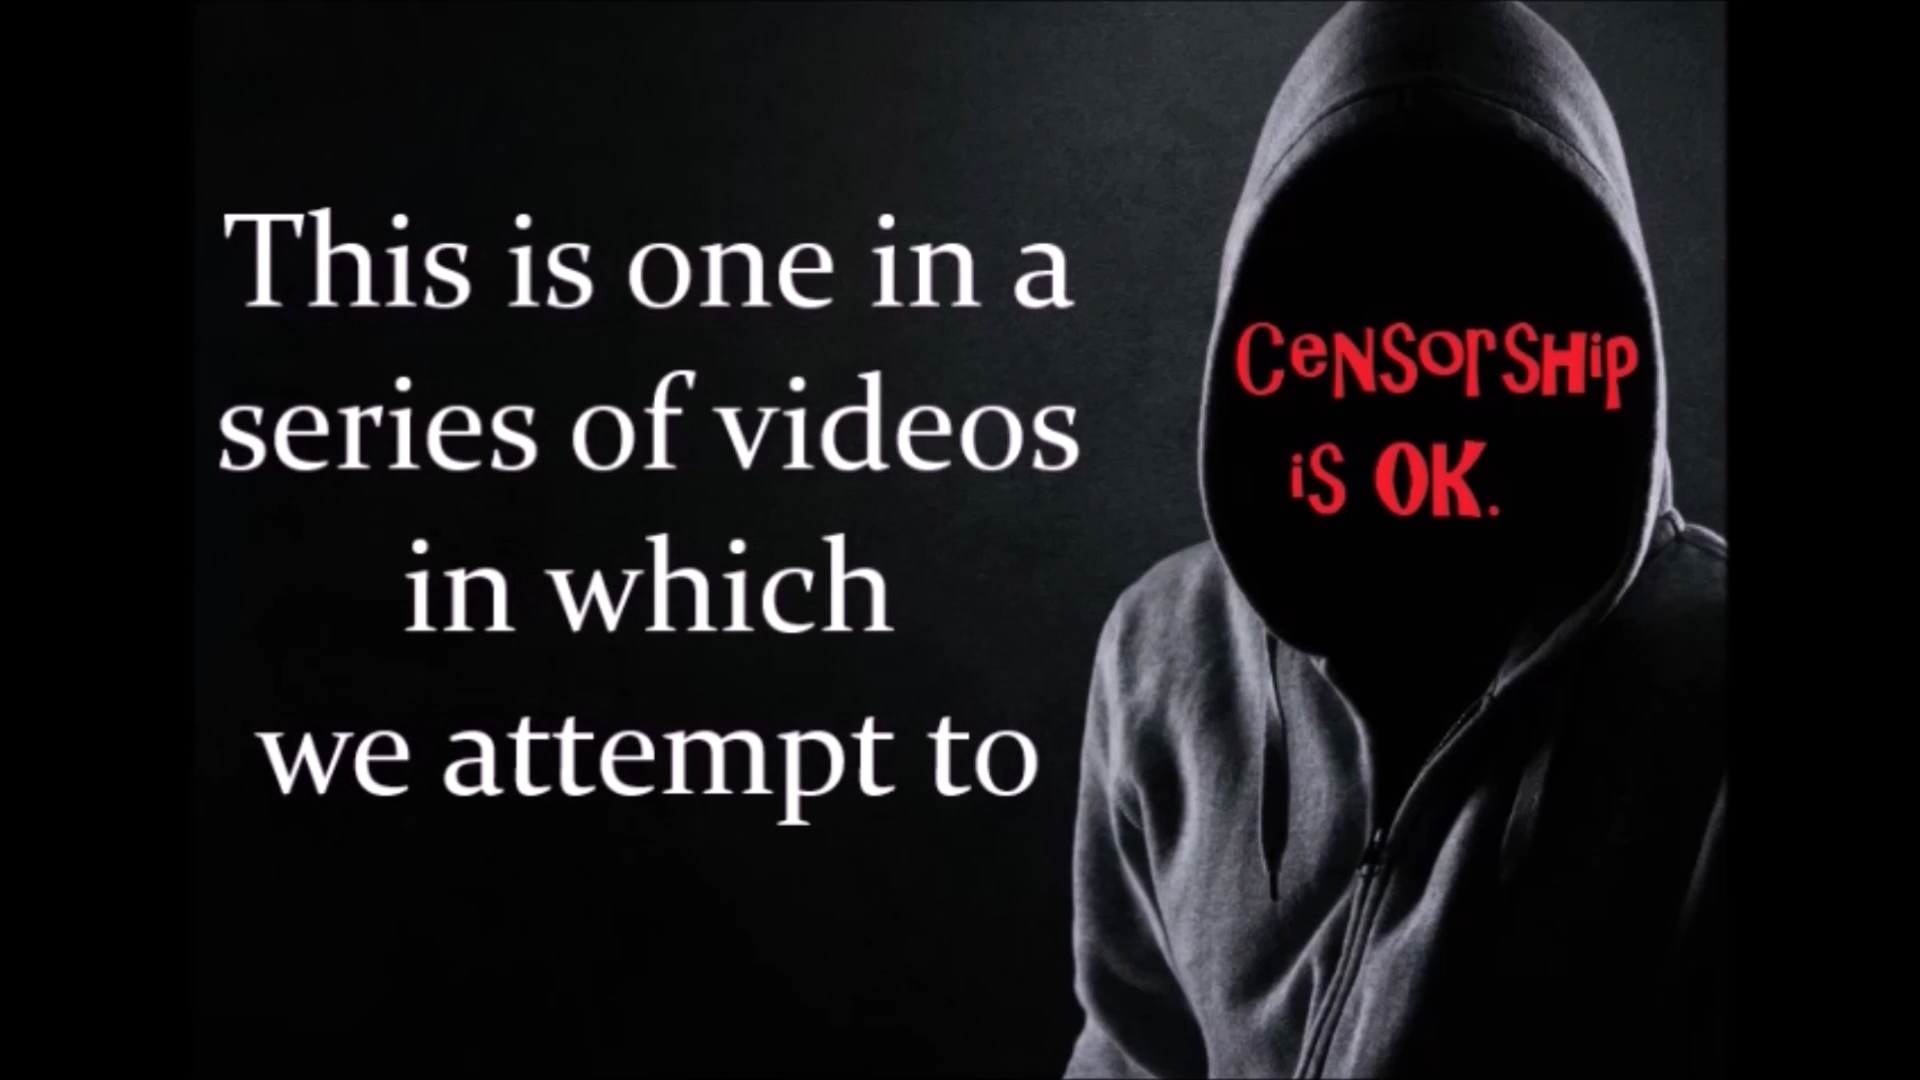 This is one in a
series of videos
in which
we attempt to
CeNSorSHip
iS OK.